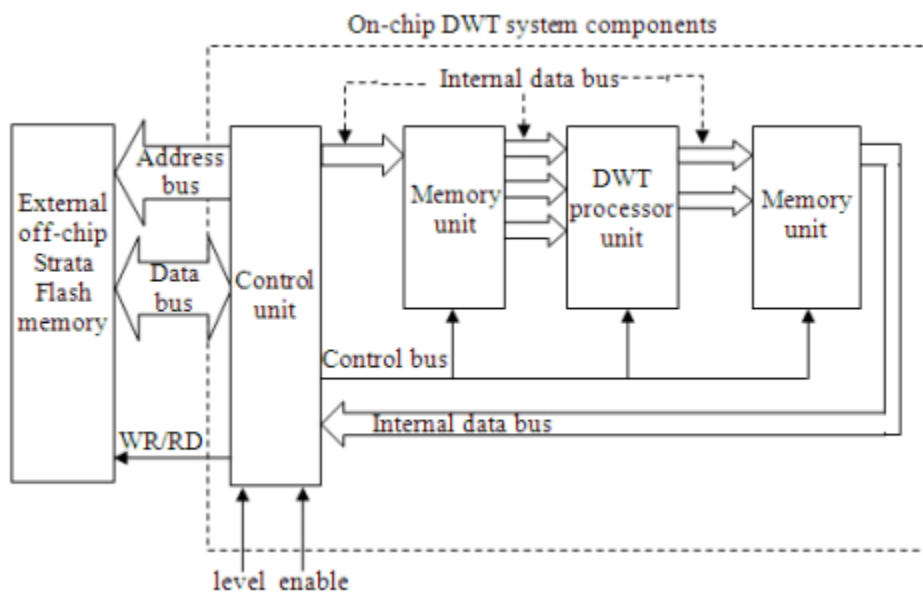 On-chip DWT system components
Internal data bus
Address
bus
External
off-chip
Strata
Flash
memory
Data
bus
Control
unit
Memory
unit
DWT
processor
unit
Memory
unit
Control bus
Internal data bus
WR/RD
level enable